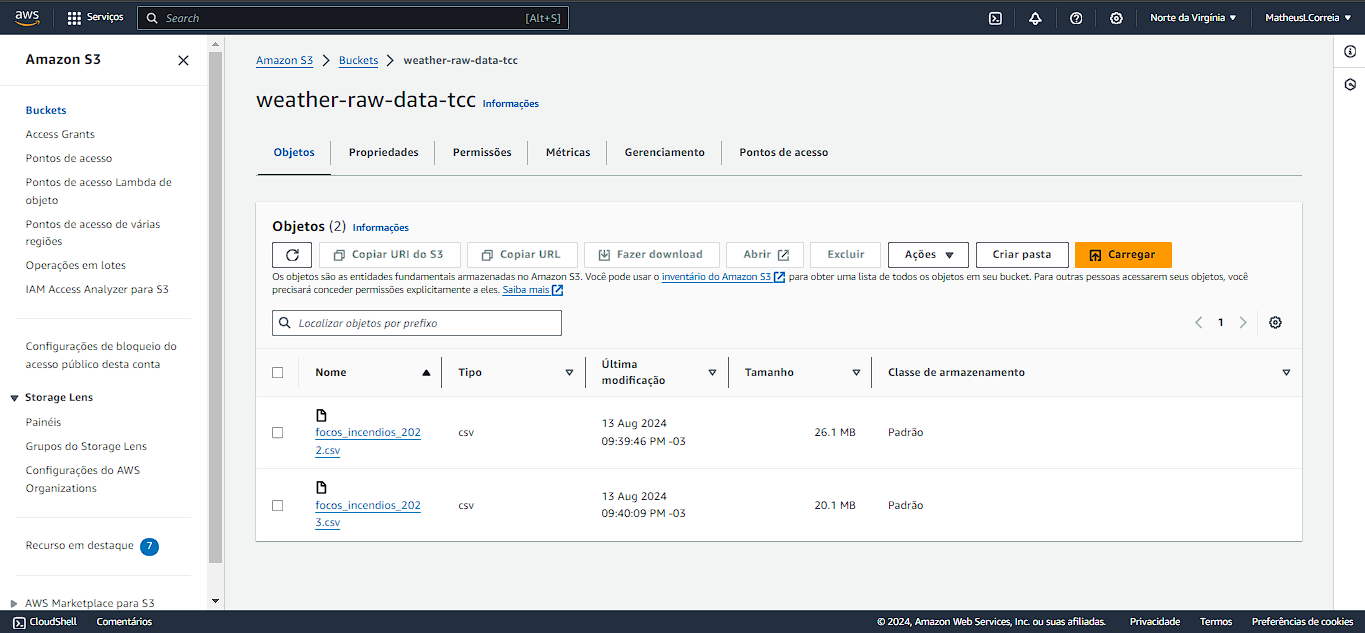 aws
Serviços
Search
[Alt+S]
Norte da Virgínia
MatheusLCorreia
Amazon S3
Buckets
Access Grants
Pontos de acesso
Pontos de acesso Lambda de
objeto
Pontos de acesso de várias
regiões
Operações em lotes
IAM Access Analyzer para S3
Configurações de bloqueio do
acesso público desta conta
Storage Lens
Painéis
Grupos do Storage Lens
Configurações do AWS
Organizations
Recurso em destaque 7
AWS Marketplace para S3
Amazon S3 > Buckets > weather-raw-data-tcc
weather-raw-data-tcc Informações
Objetos
Propriedades
Permissões
Métricas
Gerenciamento
Pontos de acesso
Objetos (2) Informações
Copiar URI do S3
Copiar URL
Fazer download
Abrir
Excluir
Ações
Criar pasta
Carregar
Os objetos são as entidades fundamentais armazenadas no Amazon S3. Você pode usar o inventário do Amazon S3 para obter uma lista de todos os objetos em seu bucket. Para outras pessoas acessarem seus objetos, você
precisará conceder permissões explicitamente a eles. Saiba mais
Localizar objetos por prefixo
1
Nome
Tipo
Última
modificação
Tamanho
Classe de armazenamento
focos_incendios_202
2.csv
csv
13 Aug 2024
09:39:46 PM -03
26.1 MB
Padrão
focos_incendios_202
3.csv
csv
13 Aug 2024
09:40:09 PM -03
20.1 MB
Padrão
CloudShell
Comentários
© 2024, Amazon Web Services, Inc. ou suas afiliadas.
Privacidade
Termos
Preferências de cookies